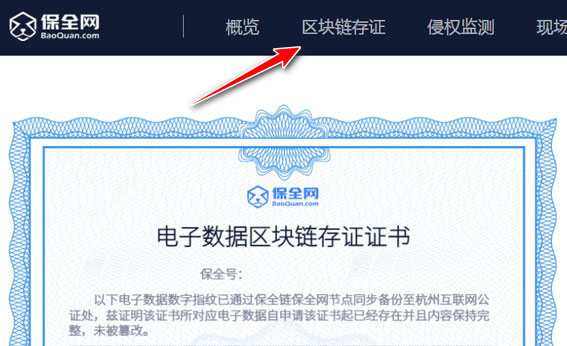 保全网
BaoQuan.com
概览
区块链存证
侵权监测
现场
保全网
BaoQuan.com
电子数据区块链存证证书
保全号：
以下电子数据数字指纹已通过保全链保全网节点同步备份至杭州互联网公
证处，兹证明该证书所对应电子数据自申请该证书起已经存在并且内容保持完
整，未被篡改。